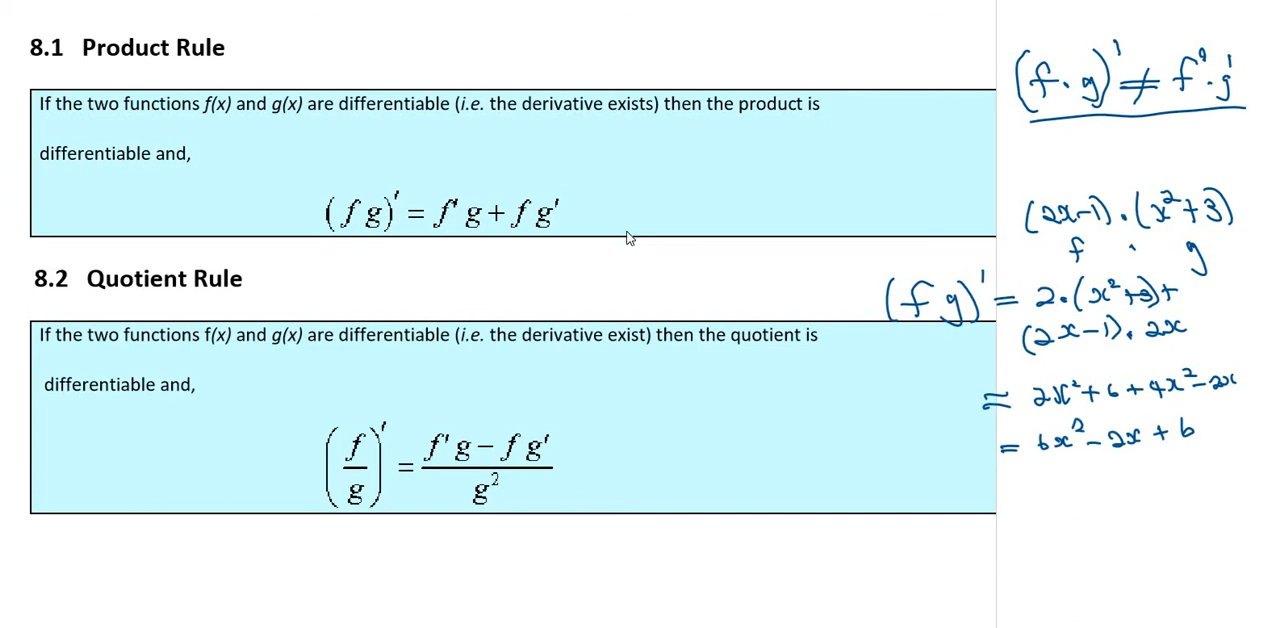 8.1 Product Rule
If the two functions f(x) and g(x) are differentiable (i.e. the derivative exists) then the product is
differentiable and,
(f g)' = f' g + f g'
8.2 Quotient Rule
If the two functions f(x) and g(x) are differentiable (i.e. the derivative exist) then the quotient is
differentiable and,
(f/g)' = (f' g - f g')/g²
(f · g)' ≠ f' · g'
(2x-1) · (x²+3)
f · g
(f g)' = 2 · (x²+3) +
(2x-1) · 2x
= 2x² + 6 + 4x² - 2x
= 6x² - 2x + 6